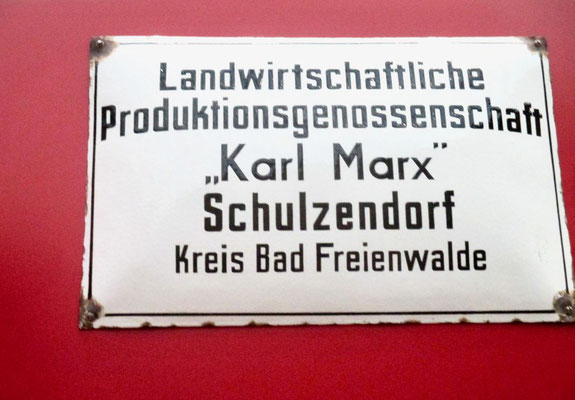 Landwirtschaftliche
Produktionsgenossenschaft
„Karl Marx”
Schulzendorf
Kreis Bad Freienwalde